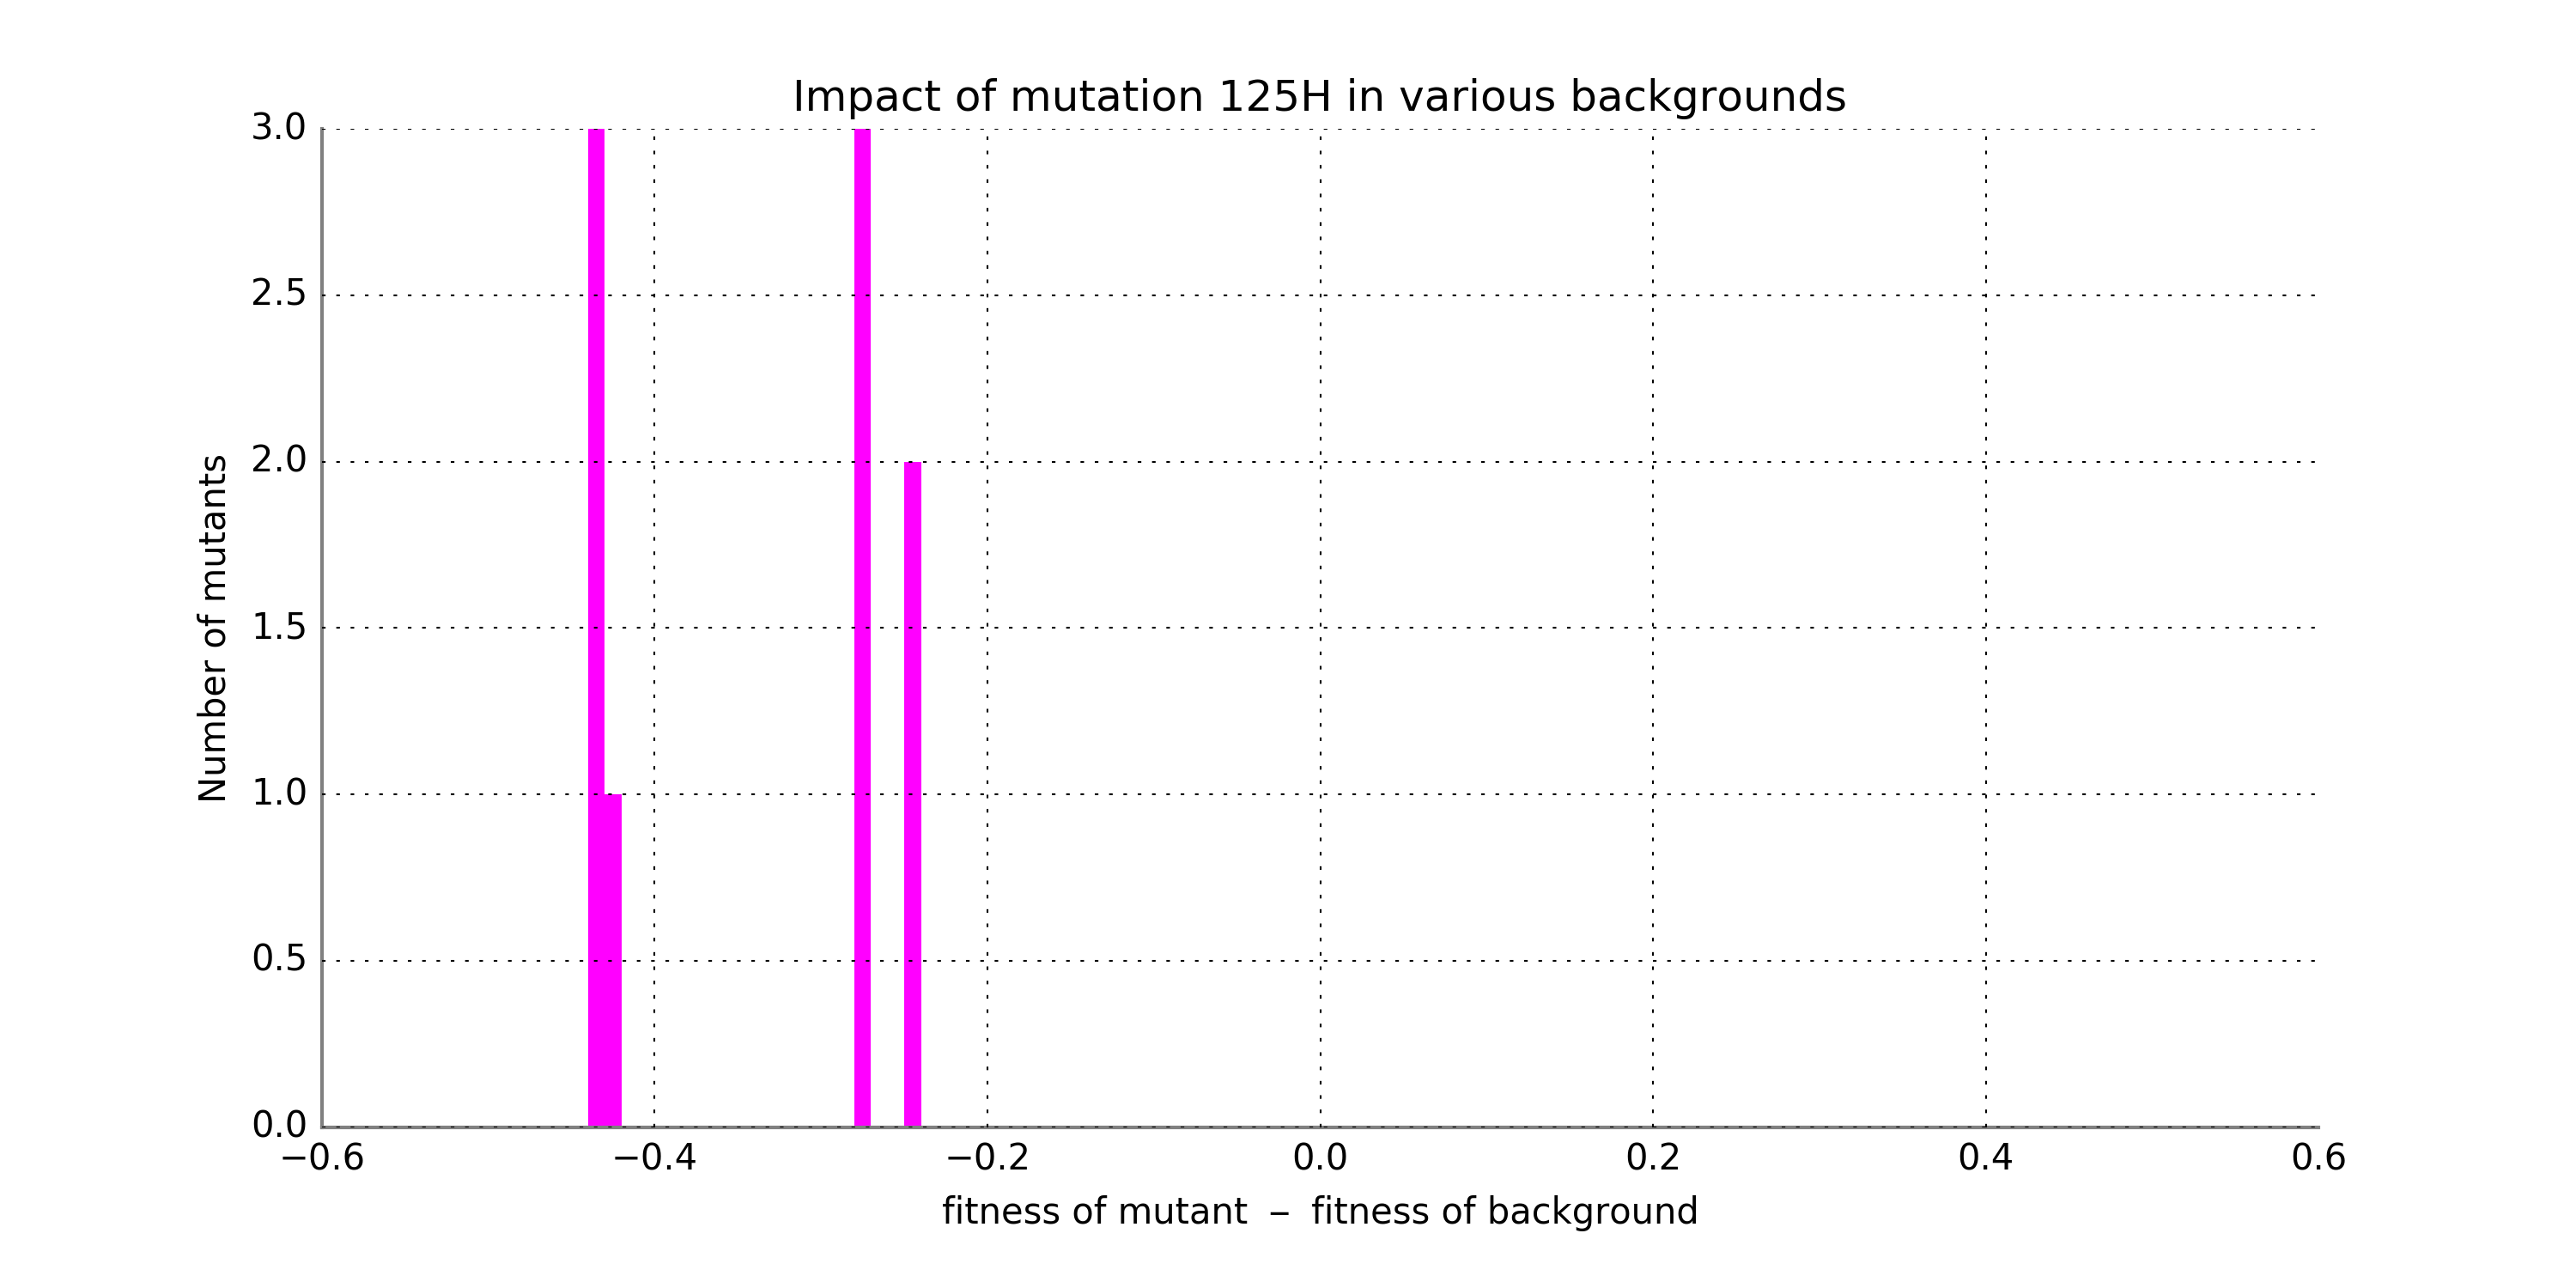 Impact of mutation 125H in various backgrounds
3.0
2.5
2.0
1.5
1.0
0.5
0.0
Number of mutants
−0.6 −0.4 −0.2 0.0 0.2 0.4 0.6
fitness of mutant − fitness of background